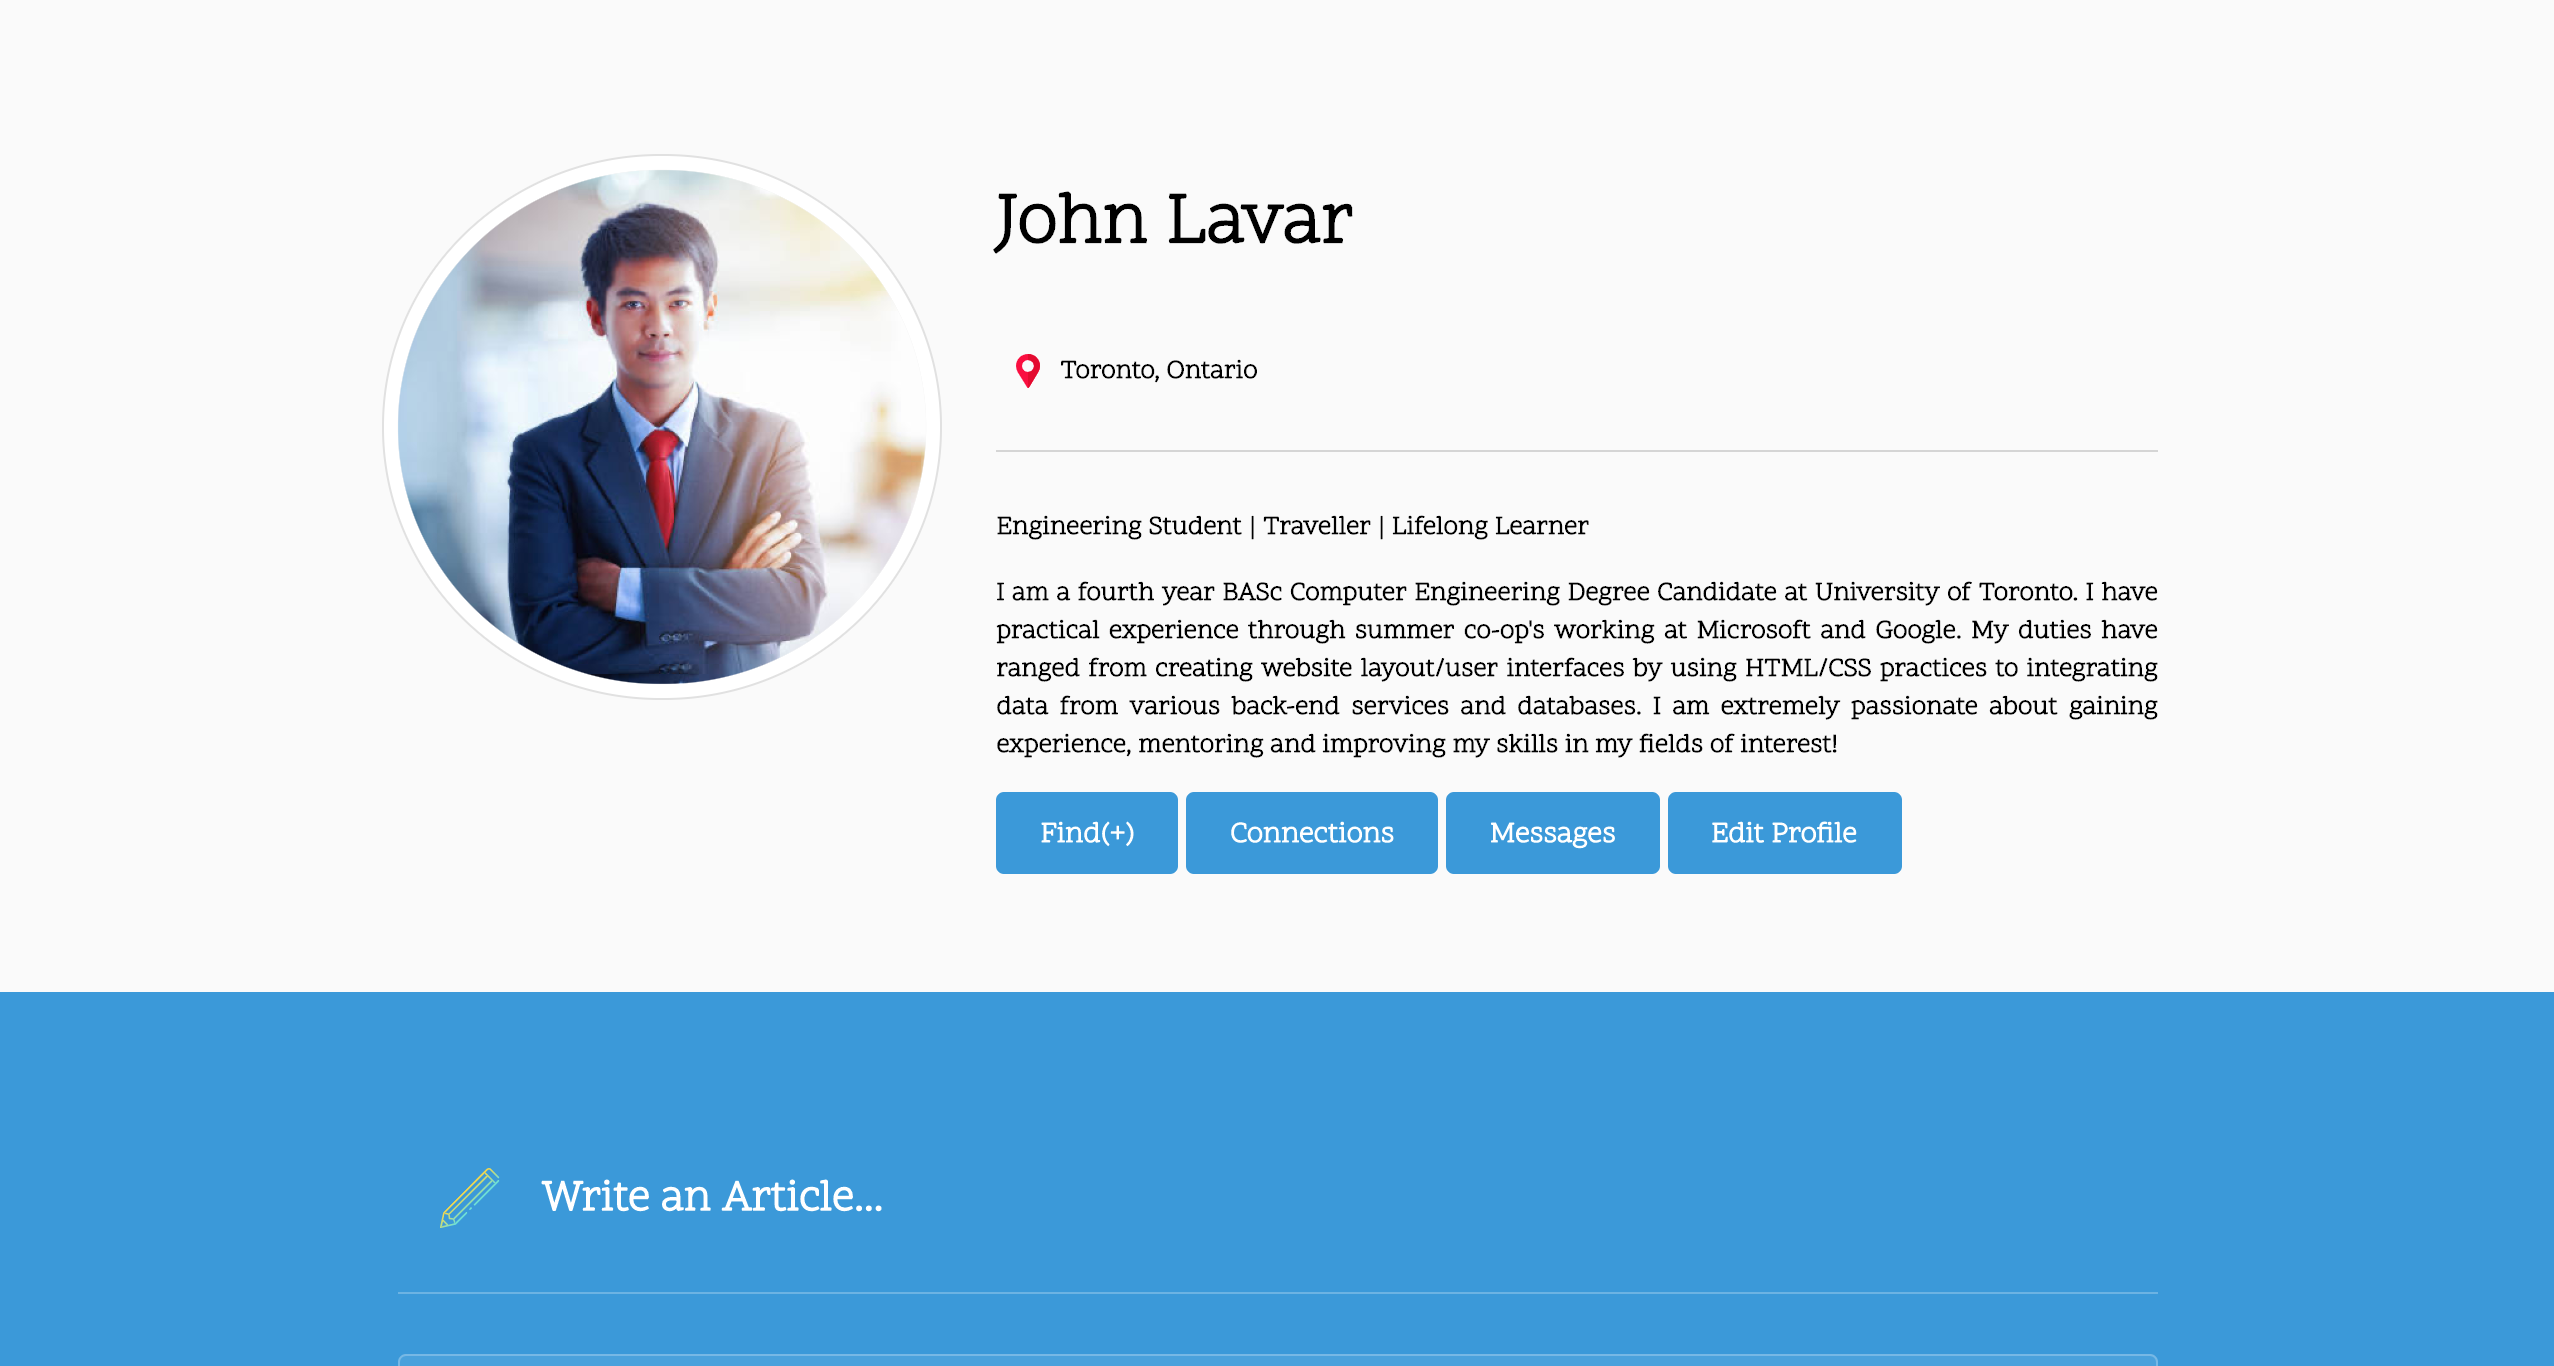 John Lavar
Toronto, Ontario
Engineering Student | Traveller | Lifelong Learner
I am a fourth year BASc Computer Engineering Degree Candidate at University of Toronto. I have
practical experience through summer co-op's working at Microsoft and Google. My duties have
ranged from creating website layout/user interfaces by using HTML/CSS practices to integrating
data from various back-end services and databases. I am extremely passionate about gaining
experience, mentoring and improving my skills in my fields of interest!
Find(+) Connections Messages Edit Profile
Write an Article...